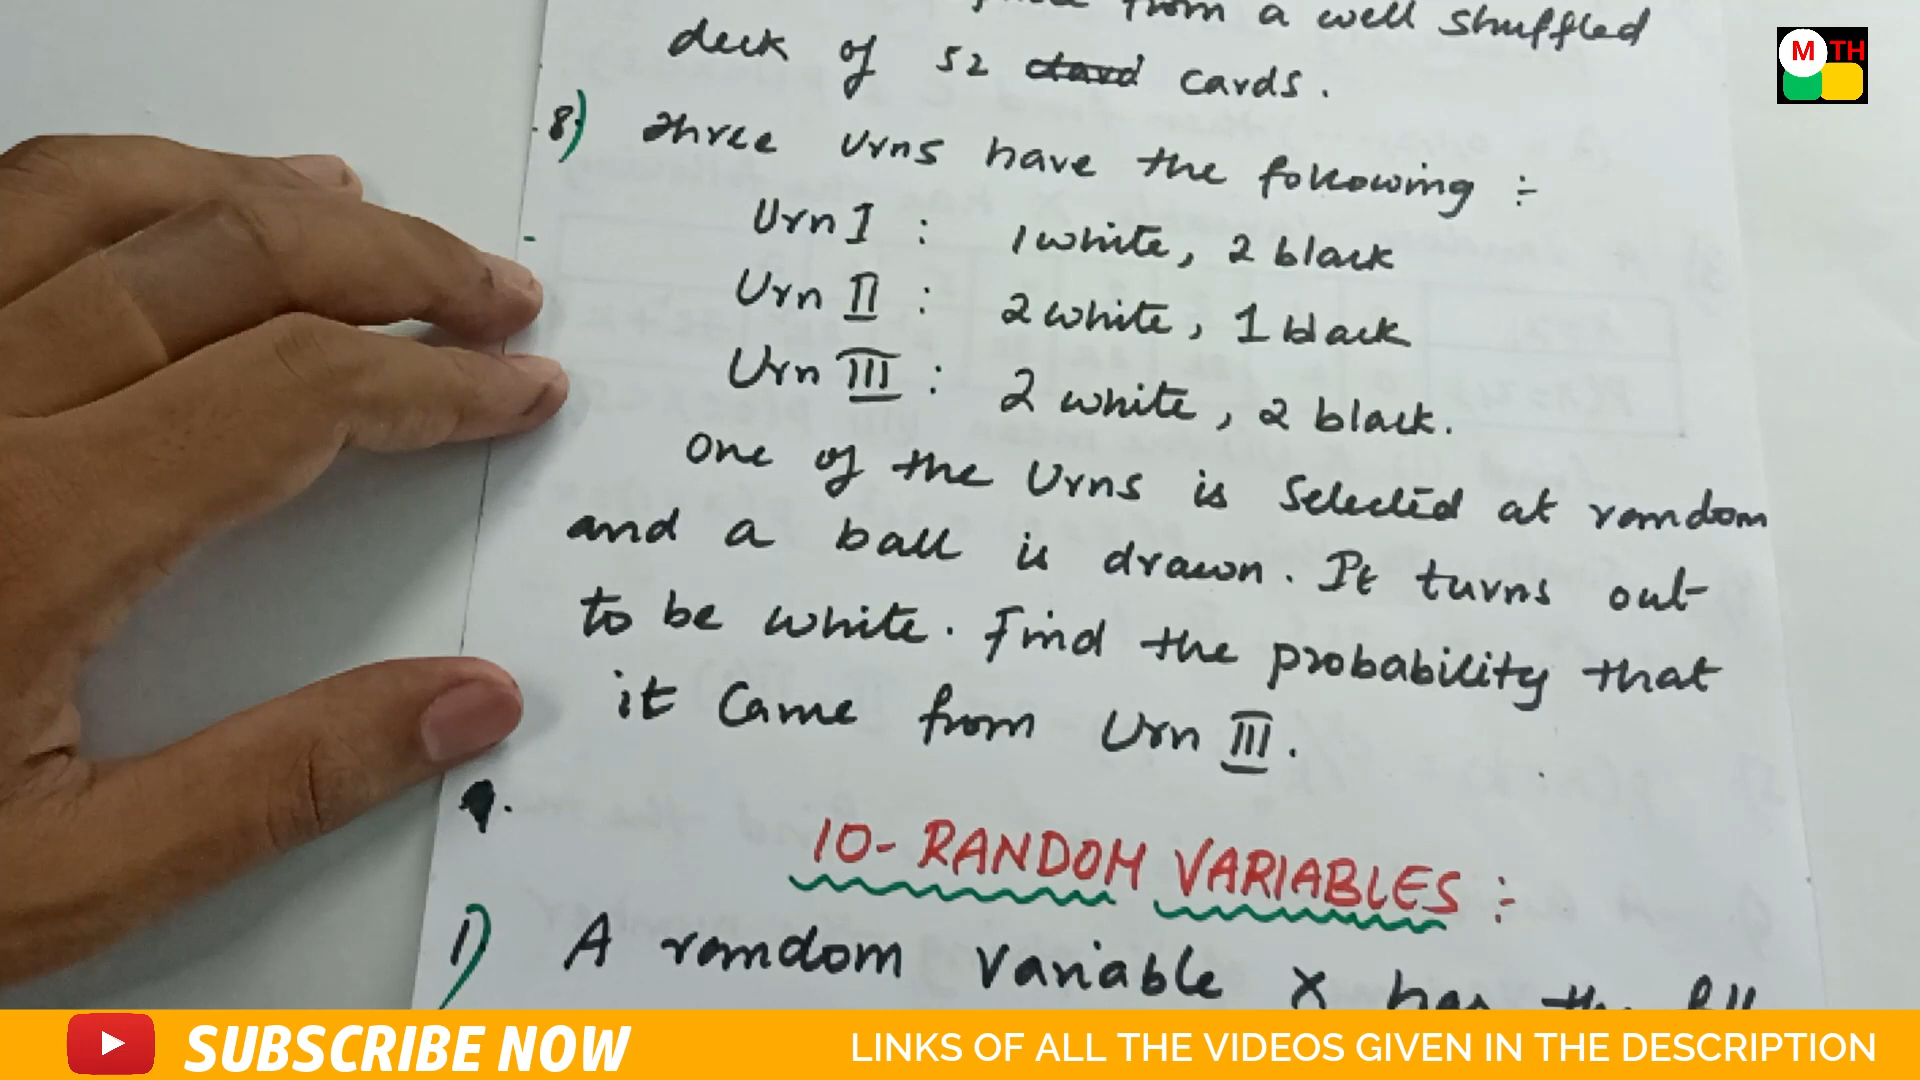 from a well shuffled
deck of 52 cards.
8) Three Urns have the following :-
Urn I : 1 white, 2 black
Urn II : 2 white, 1 black
Urn III : 2 white, 2 black.
One of the Urns is Selected at random
and a ball is drawn. It turns out
to be white. Find the probability that
it Came from Urn III.
10- RANDOM VARIABLES :-
1) A random Variable X has
M TH
SUBSCRIBE NOW
LINKS OF ALL THE VIDEOS GIVEN IN THE DESCRIPTION